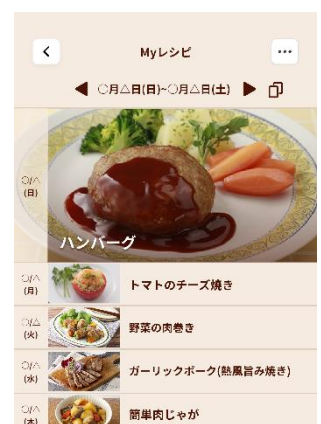 Myレシピ
◀ 〇月△日(日)~〇月△日(土) ▶
〇/△
(日)
ハンバーグ
〇/△
(月)
トマトのチーズ焼き
〇/△
(火)
野菜の肉巻き
〇/△
(水)
ガーリックポーク(熱風旨み焼き)
〇/△
(木)
簡単肉じゃが